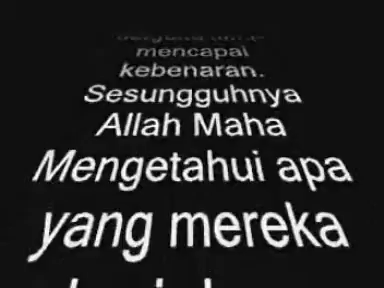 mencapai
kebenaran.
Sesungguhnya
Allah Maha
Mengetahui apa
yang mereka